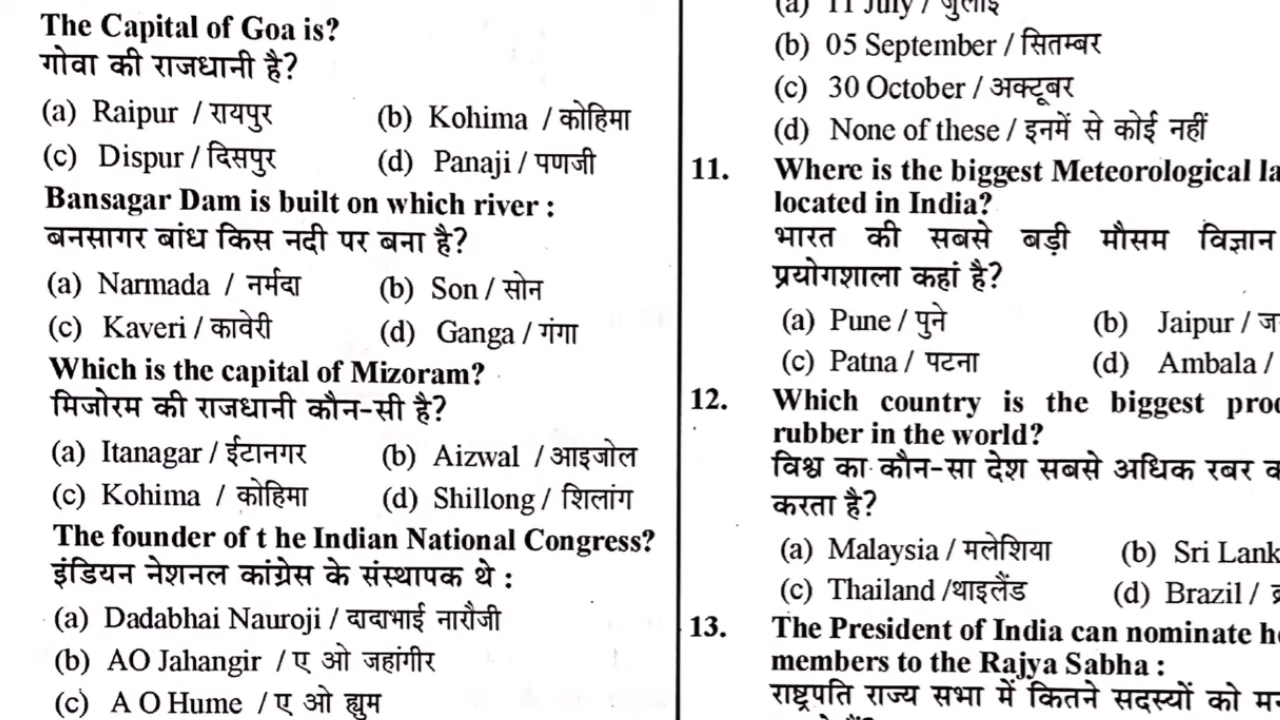 The Capital of Goa is?
गोवा की राजधानी है?
(a) Raipur / रायपुर (b) Kohima / कोहिमा
(c) Dispur / दिसपुर (d) Panaji / पणजी
Bansagar Dam is built on which river :
बनसागर बांध किस नदी पर बना है?
(a) Narmada / नर्मदा (b) Son / सोन
(c) Kaveri / कावेरी (d) Ganga / गंगा
Which is the capital of Mizoram?
मिजोरम की राजधानी कौन-सी है?
(a) Itanagar / ईटानगर (b) Aizwal / आइजोल
(c) Kohima / कोहिमा (d) Shillong / शिलांग
The founder of t he Indian National Congress?
इंडियन नेशनल कांग्रेस के संस्थापक थे :
(a) Dadabhai Nauroji / दादाभाई नारौजी
(b) AO Jahangir / ए ओ जहांगीर
(c) A O Hume / ए ओ ह्युम
(a) 11 July / जुलाई
(b) 05 September / सितम्बर
(c) 30 October / अक्टूबर
(d) None of these / इनमें से कोई नहीं
11. Where is the biggest Meteorological
located in India?
भारत की सबसे बड़ी मौसम विज्ञान
प्रयोगशाला कहां है?
(a) Pune / पुने (b) Jaipur /
(c) Patna / पटना (d) Ambala /
12. Which country is the biggest
rubber in the world?
विश्व का कौन-सा देश सबसे अधिक रबर
करता है?
(a) Malaysia / मलेशिया (b) Sri
(c) Thailand /थाइलैंड (d) Brazil /
13. The President of India can nominate
members to the Rajya Sabha :
राष्ट्रपति राज्य सभा में कितने सदस्यों को